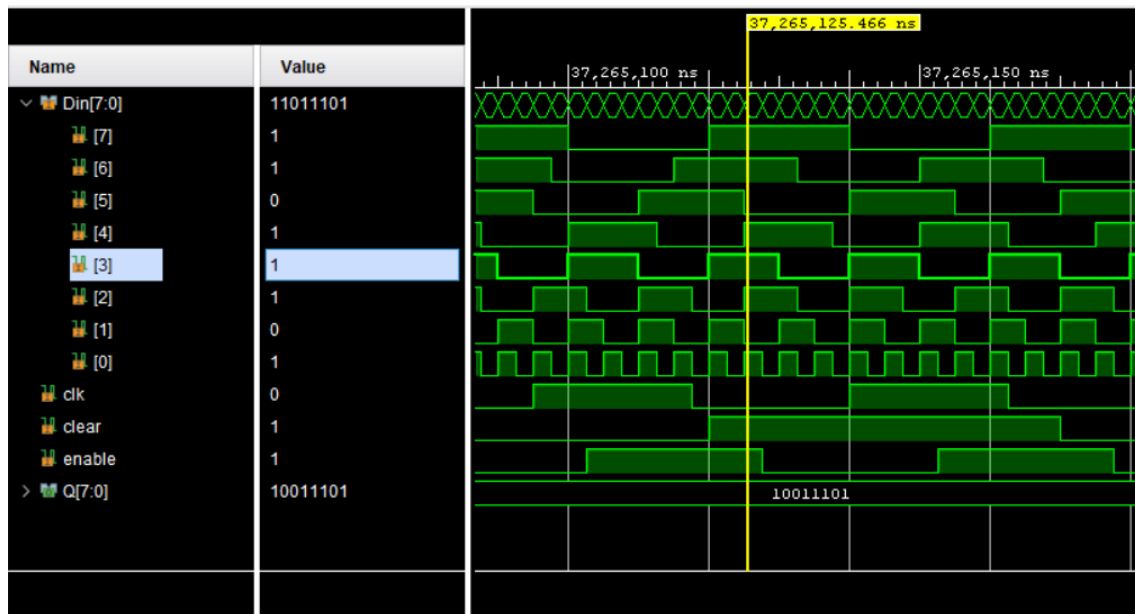 37,265,125.466 ns
Name Value
37,265,100 ns 37,265,150 ns
Din[7:0] 11011101
[7] 1
[6] 1
[5] 0
[4] 1
[3] 1
[2] 1
[1] 0
[0] 1
clk 0
clear 1
enable 1
Q[7:0] 10011101 10011101